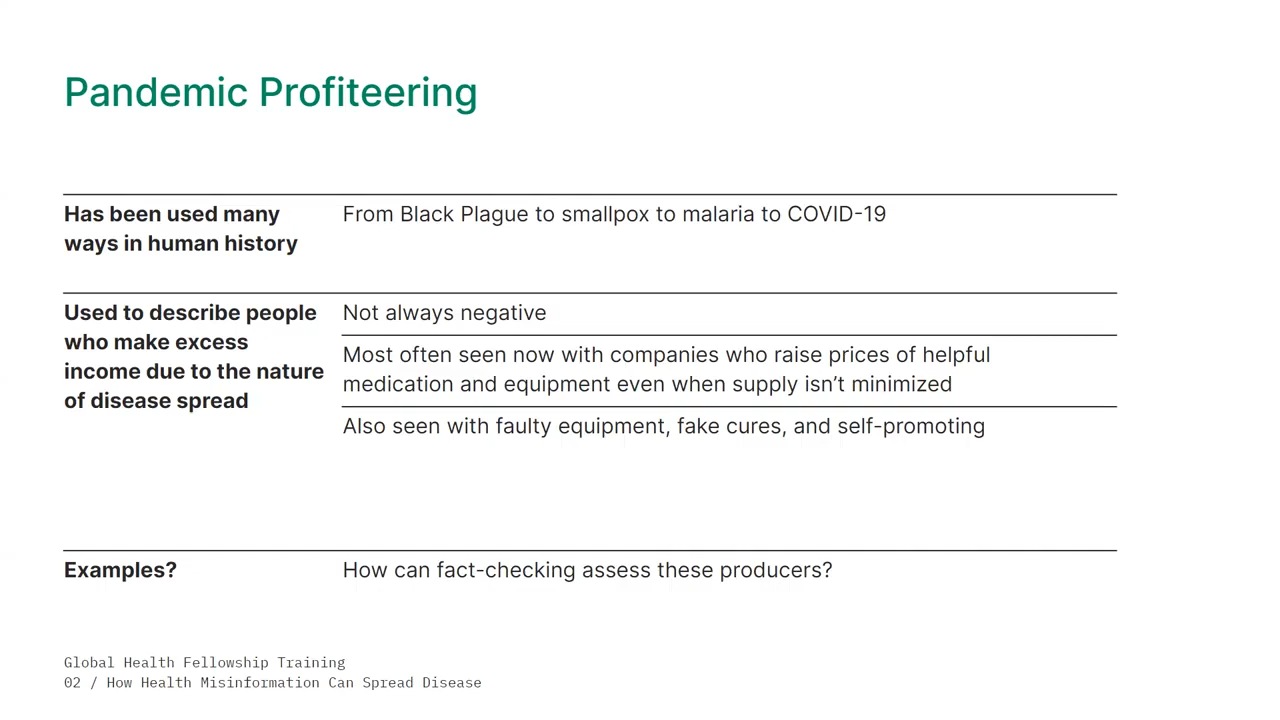 Pandemic Profiteering
Has been used many
ways in human history
From Black Plague to smallpox to malaria to COVID-19
Used to describe people
who make excess
income due to the nature
of disease spread
Not always negative
Most often seen now with companies who raise prices of helpful
medication and equipment even when supply isn’t minimized
Also seen with faulty equipment, fake cures, and self-promoting
Examples?
How can fact-checking assess these producers?
Global Health Fellowship Training
02 / How Health Misinformation Can Spread Disease